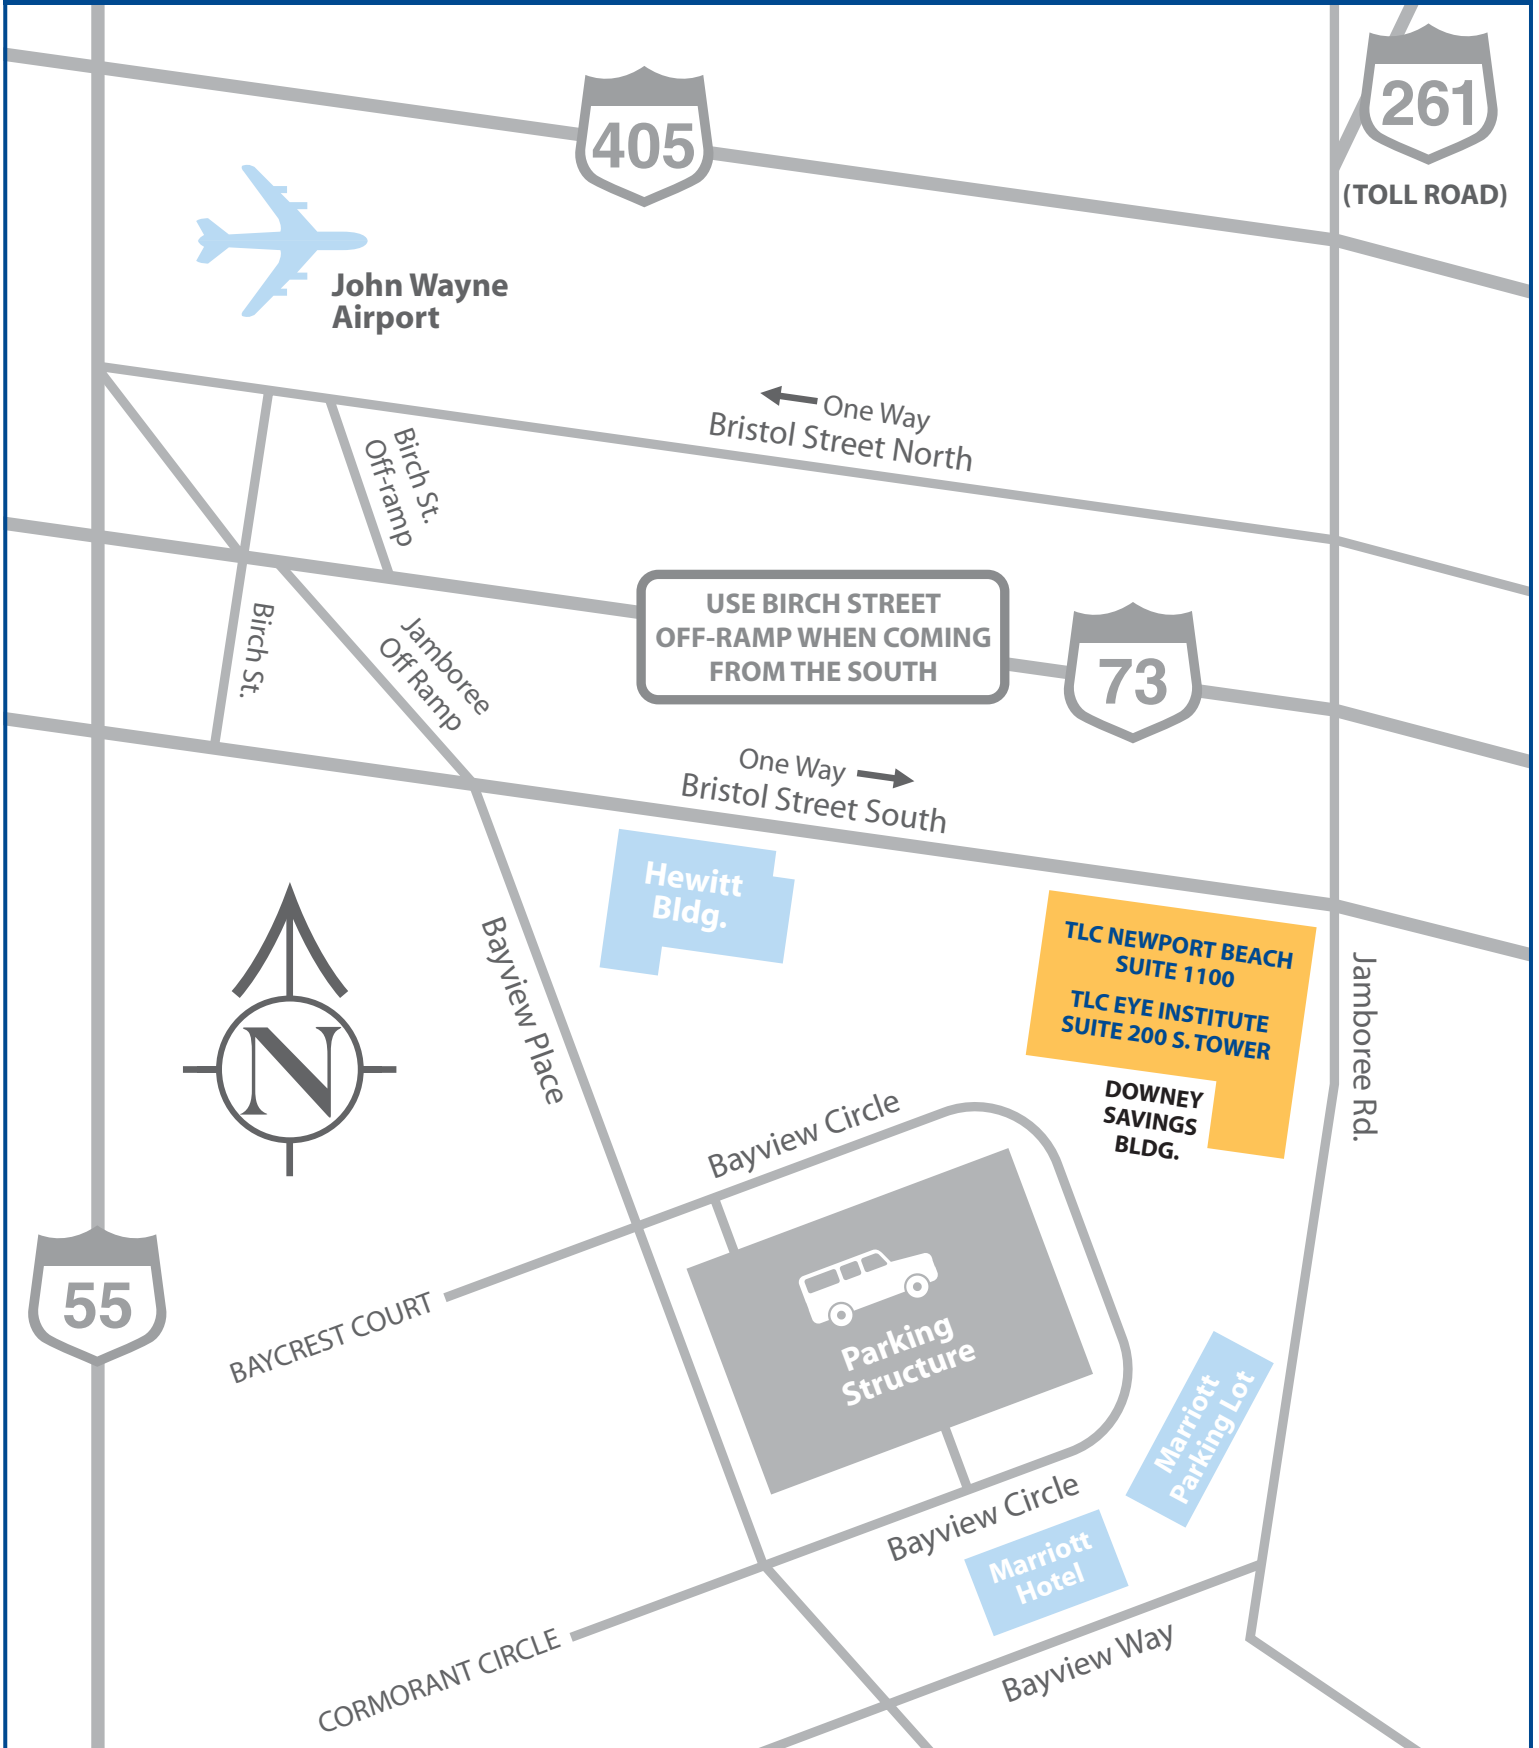 405
261
(TOLL ROAD)
John Wayne
Airport
One Way
Bristol Street North
Birch St.
Off-ramp
USE BIRCH STREET
OFF-RAMP WHEN COMING
FROM THE SOUTH
73
Birch St.
Jamboree
Off Ramp
One Way
Bristol Street South
Hewitt
Bldg.
TLC NEWPORT BEACH
SUITE 1100
TLC EYE INSTITUTE
SUITE 200 S. TOWER
DOWNEY
SAVINGS
BLDG.
Jamboree Rd.
Bayview Place
N
Bayview Circle
55
BAYCREST COURT
Parking
Structure
Marriott
Parking Lot
Bayview Circle
Marriott
Hotel
CORMORANT CIRCLE
Bayview Way